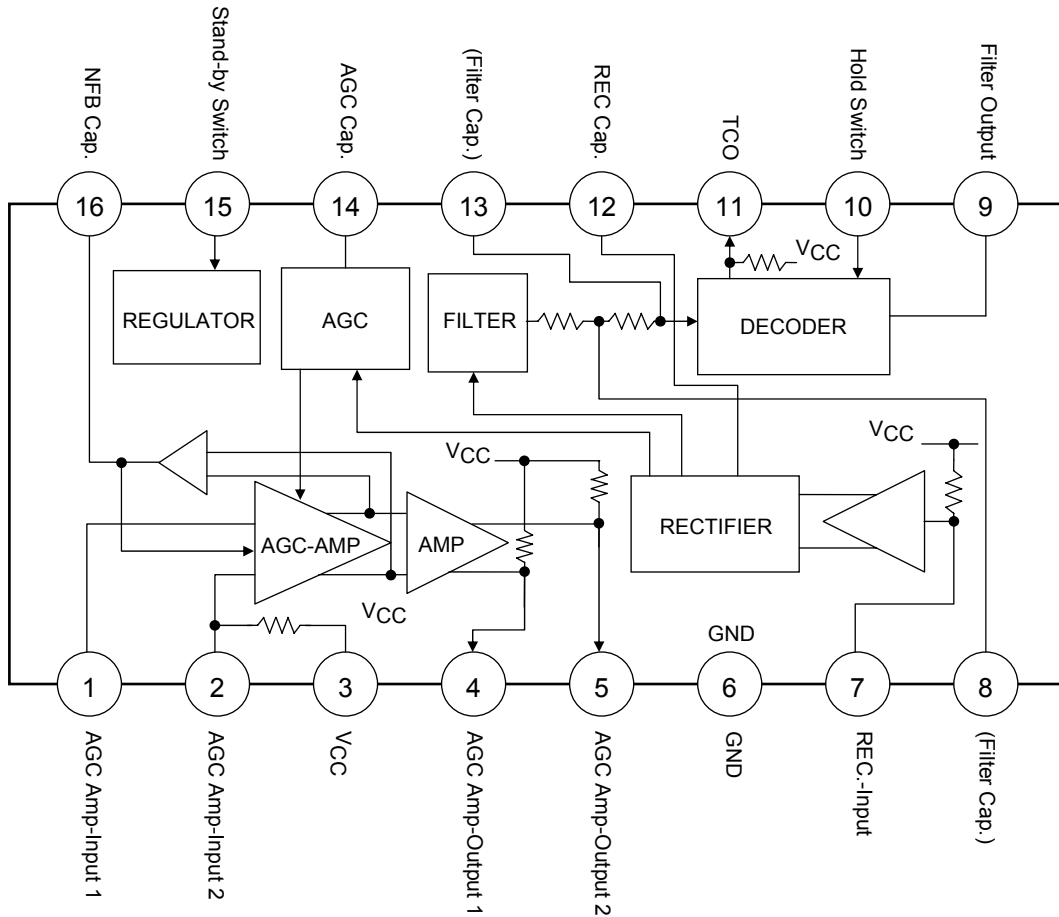 NFB Cap.
Stand-by Switch
AGC Cap.
(Filter Cap.)
REC Cap.
TCO
Hold Switch
Filter Output
16
15
14
13
12
11
10
9
VCC
REGULATOR
AGC
FILTER
DECODER
VCC
VCC
AGC-AMP
AMP
RECTIFIER
VCC
GND
1
2
3
4
5
6
7
8
AGC Amp-Input 1
AGC Amp-Input 2
VCC
AGC Amp-Output 1
AGC Amp-Output 2
GND
REC.-Input
(Filter Cap.)